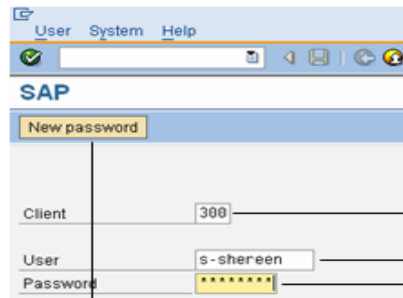 User System Help
SAP
New password
Client 300
User s-shereen
Password ********